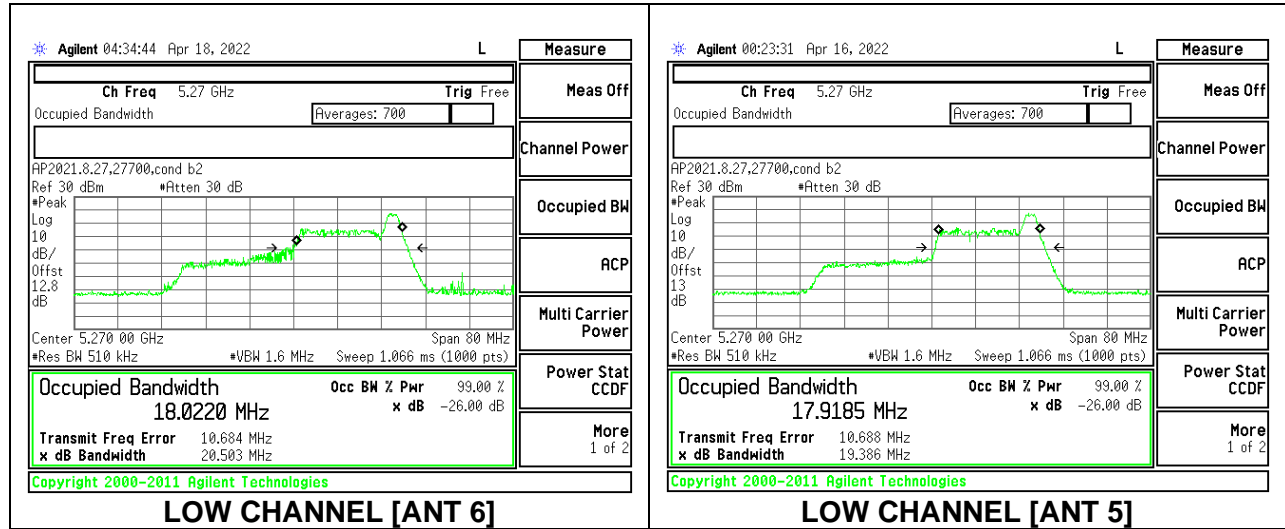 Agilent 04:34:44 Apr 18, 2022 L
Measure
Ch Freq 5.27 GHz Trig Free
Occupied Bandwidth Averages: 700
AP2021.8.27,27700,cond b2
Ref 30 dBm #Atten 30 dB
#Peak
Log
10
dB/
Offst
12.8
dB
Center 5.270 00 GHz Span 80 MHz
#Res BW 510 kHz #VBW 1.6 MHz Sweep 1.066 ms (1000 pts)
Occupied Bandwidth Occ BW % Pwr 99.00 %
18.0220 MHz x dB -26.00 dB
Transmit Freq Error 10.684 MHz
x dB Bandwidth 20.503 MHz
Copyright 2000-2011 Agilent Technologies
Meas Off
Channel Power
Occupied BW
ACP
Multi Carrier
Power
Power Stat
CCDF
More
1 of 2
LOW CHANNEL [ANT 6]
Agilent 00:23:31 Apr 16, 2022 L
Measure
Ch Freq 5.27 GHz Trig Free
Occupied Bandwidth Averages: 700
AP2021.8.27,27700,cond b2
Ref 30 dBm #Atten 30 dB
#Peak
Log
10
dB/
Offst
13
dB
Center 5.270 00 GHz Span 80 MHz
#Res BW 510 kHz #VBW 1.6 MHz Sweep 1.066 ms (1000 pts)
Occupied Bandwidth Occ BW % Pwr 99.00 %
17.9185 MHz x dB -26.00 dB
Transmit Freq Error 10.688 MHz
x dB Bandwidth 19.386 MHz
Copyright 2000-2011 Agilent Technologies
Meas Off
Channel Power
Occupied BW
ACP
Multi Carrier
Power
Power Stat
CCDF
More
1 of 2
LOW CHANNEL [ANT 5]